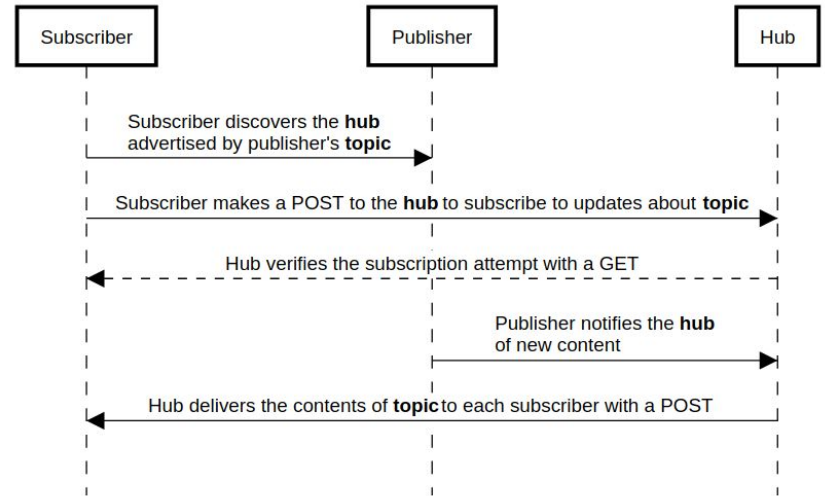 Subscriber
Publisher
Hub
Subscriber discovers the hub
advertised by publisher's topic
Subscriber makes a POST to the hub to subscribe to updates about topic
Hub verifies the subscription attempt with a GET
Publisher notifies the hub
of new content
Hub delivers the contents of topic to each subscriber with a POST